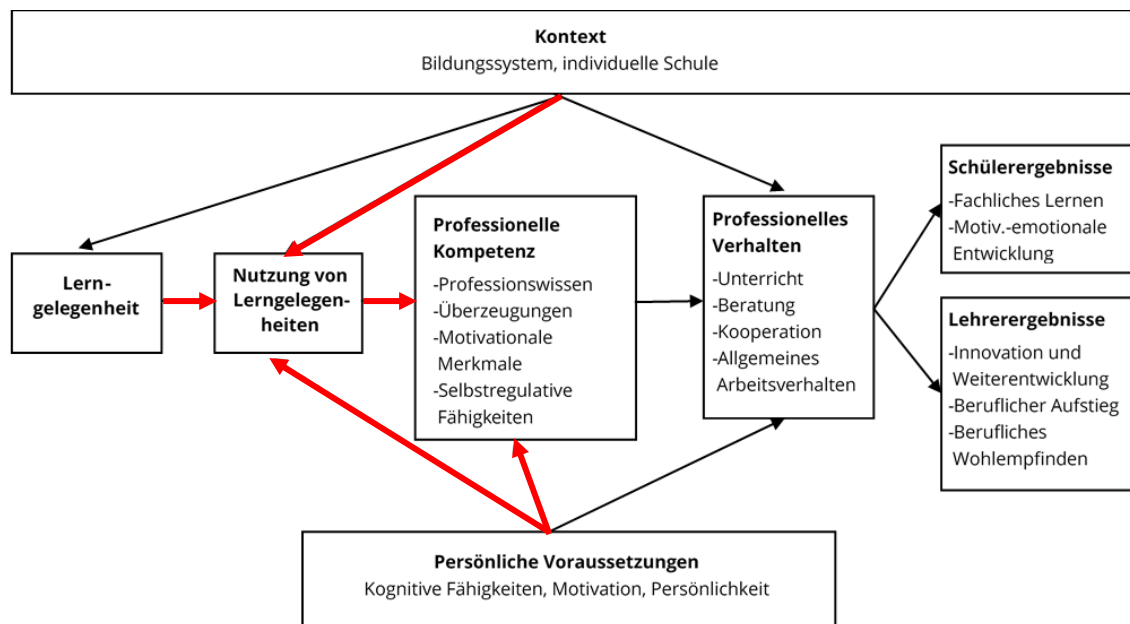 Kontext
Bildungssystem, individuelle Schule
Lern-
gelegenheit
Nutzung von
Lerngelegen-
heiten
Professionelle
Kompetenz
-Professionswissen
-Überzeugungen
-Motivationale
Merkmale
-Selbstregulative
Fähigkeiten
Professionelles
Verhalten
-Unterricht
-Beratung
-Kooperation
-Allgemeines
Arbeitsverhalten
Schülerergebnisse
-Fachliches Lernen
-Motiv.-emotionale
Entwicklung
Lehrerergebnisse
-Innovation und
Weiterentwicklung
-Beruflicher Aufstieg
-Berufliches
Wohlempfinden
Persönliche Voraussetzungen
Kognitive Fähigkeiten, Motivation, Persönlichkeit